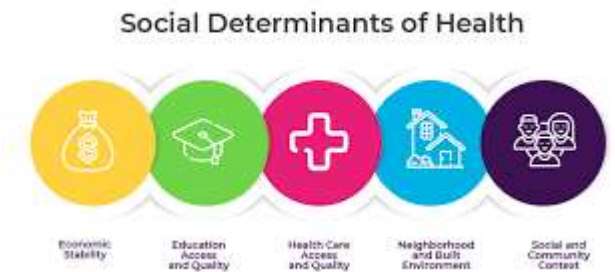 Social Determinants of Health
Economic
Stability
Education
Access
and Quality
Health Care
Access
and Quality
Neighborhood
and Built
Environment
Social and
Community
Context